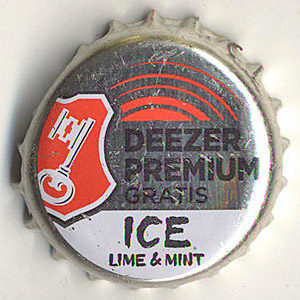 DEEZER
PREMIUM
GRATIS
ICE
LIME & MINT